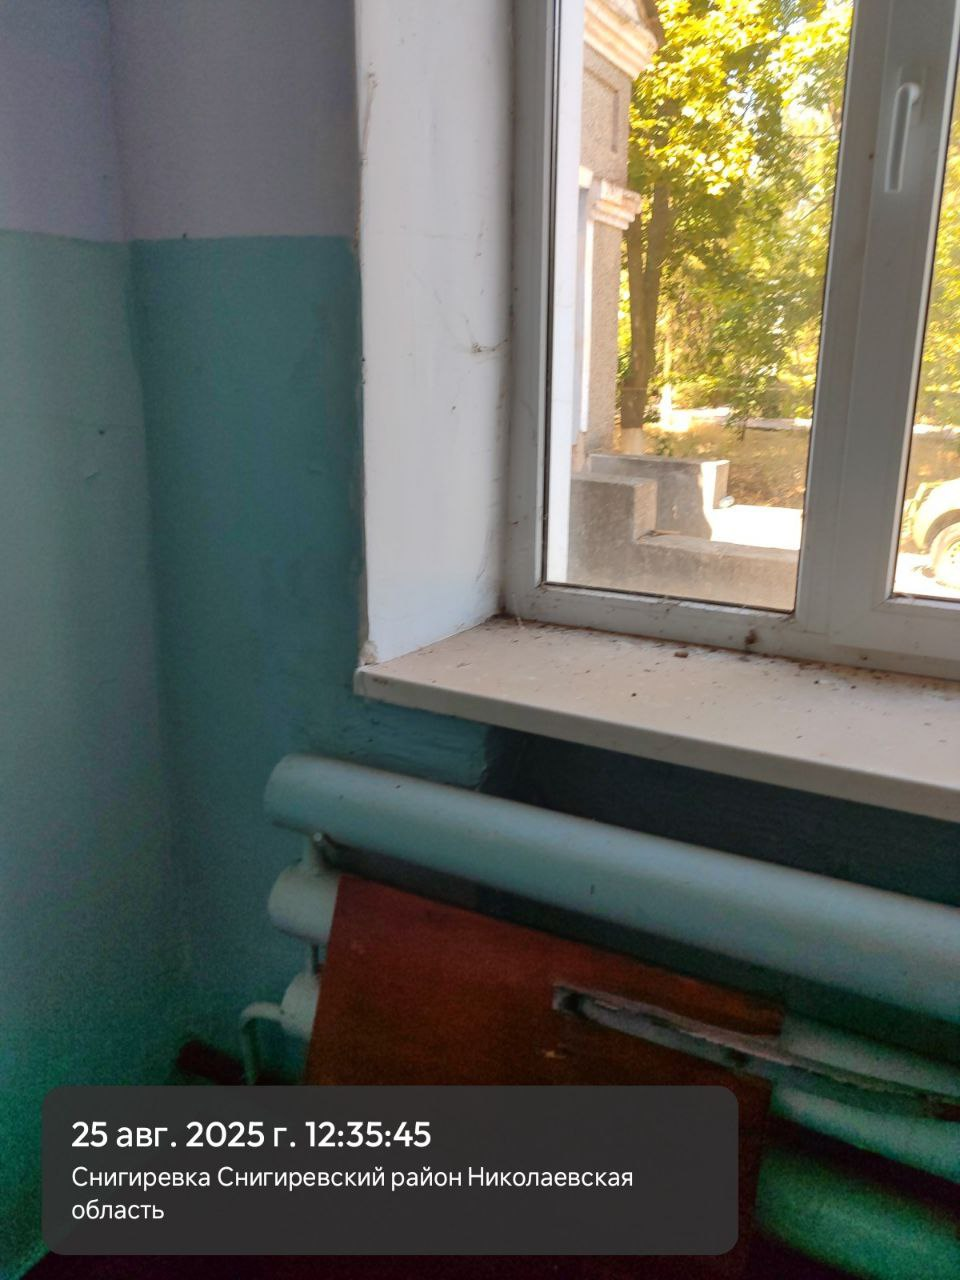 25 авг. 2025 г. 12:35:45
Снигиревка Снигиревский район Николаевская
область